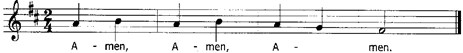 A - men, A - men, A - men.